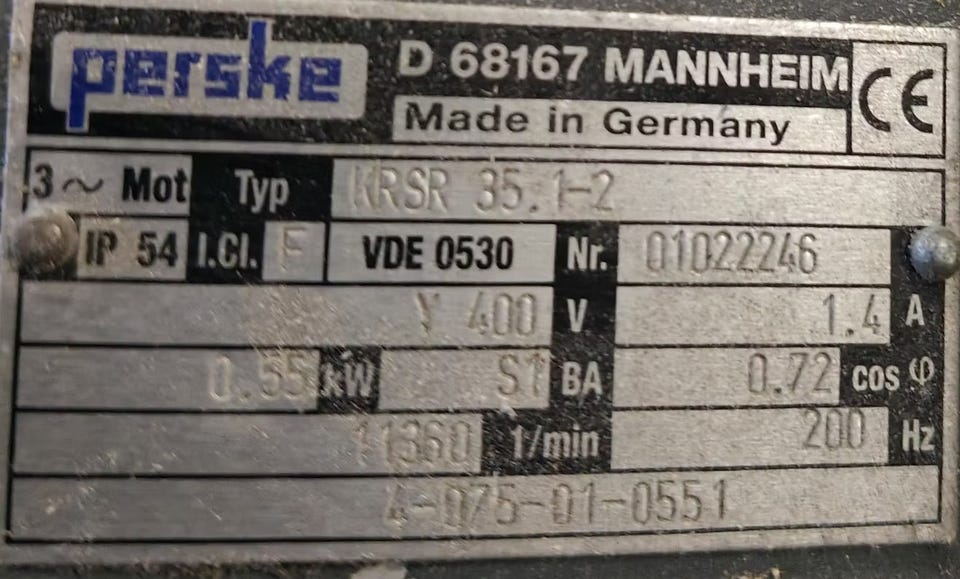 perske D 68167 MANNHEIM CE
Made in Germany
3~ Mot Typ KRSR 35.1-2
IP 54 I.Cl. F VDE 0530 Nr. 01022246
Y 400 V 1.4 A
0.55 kW S1 BA 0.72 cos φ
11360 1/min 200 Hz
4-075-01-0551